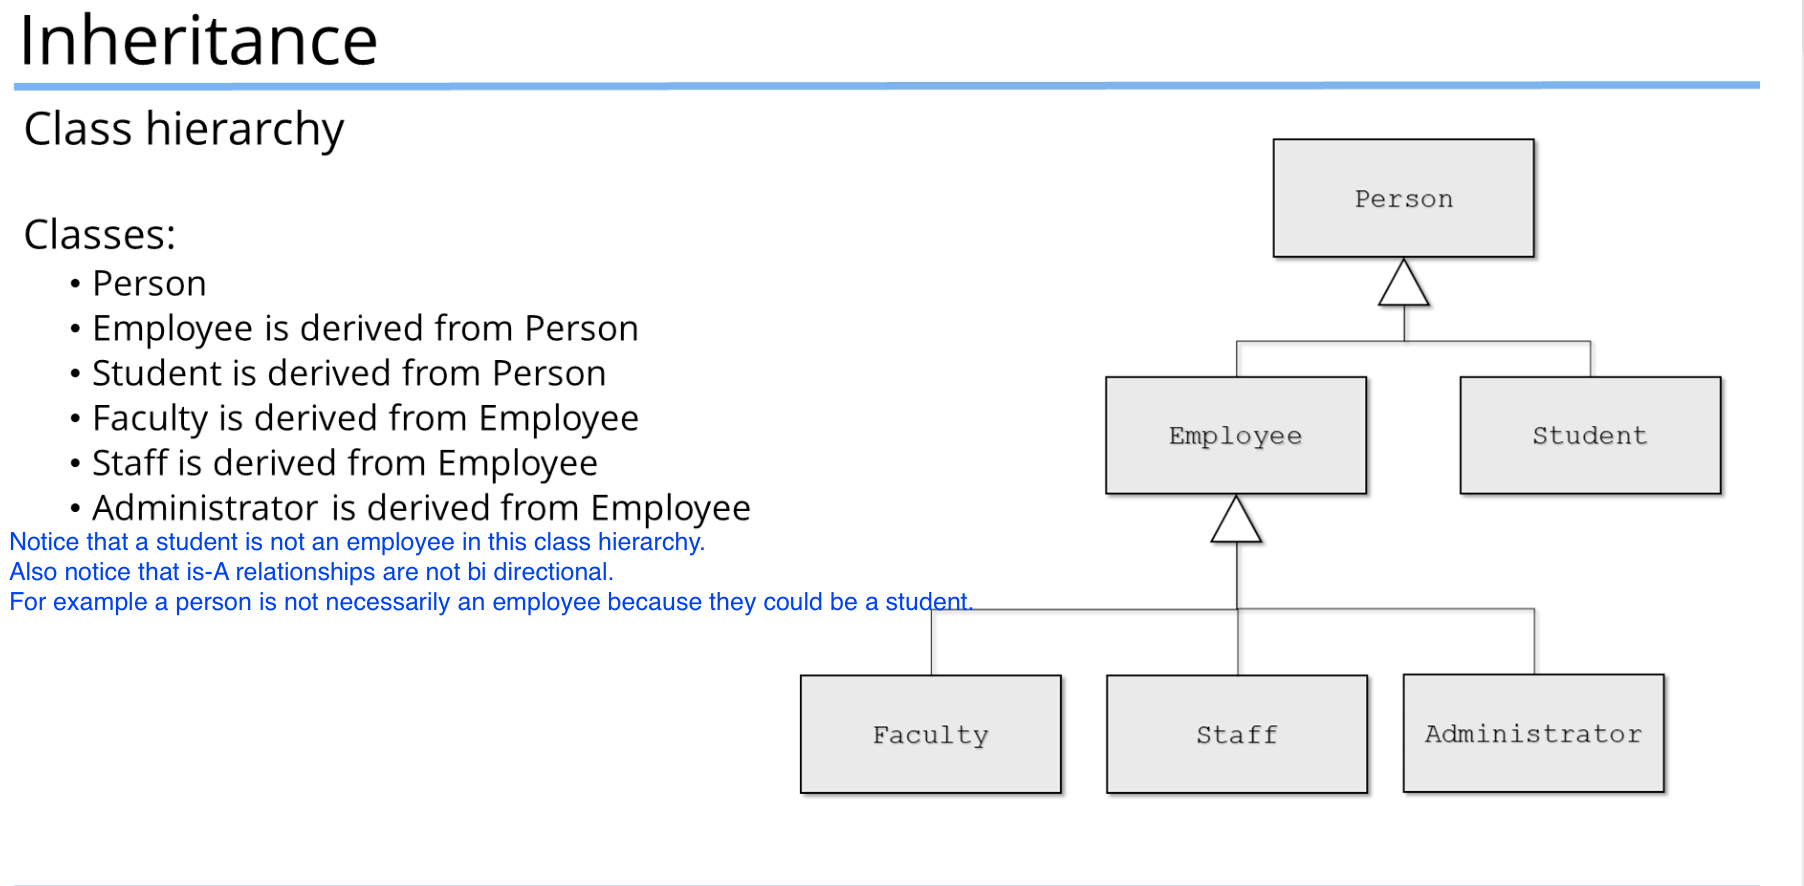 Inheritance
Class hierarchy
Classes:
• Person
• Employee is derived from Person
• Student is derived from Person
• Faculty is derived from Employee
• Staff is derived from Employee
• Administrator is derived from Employee
Notice that a student is not an employee in this class hierarchy.
Also notice that is-A relationships are not bi directional.
For example a person is not necessarily an employee because they could be a student.
Person
Employee
Student
Faculty
Staff
Administrator